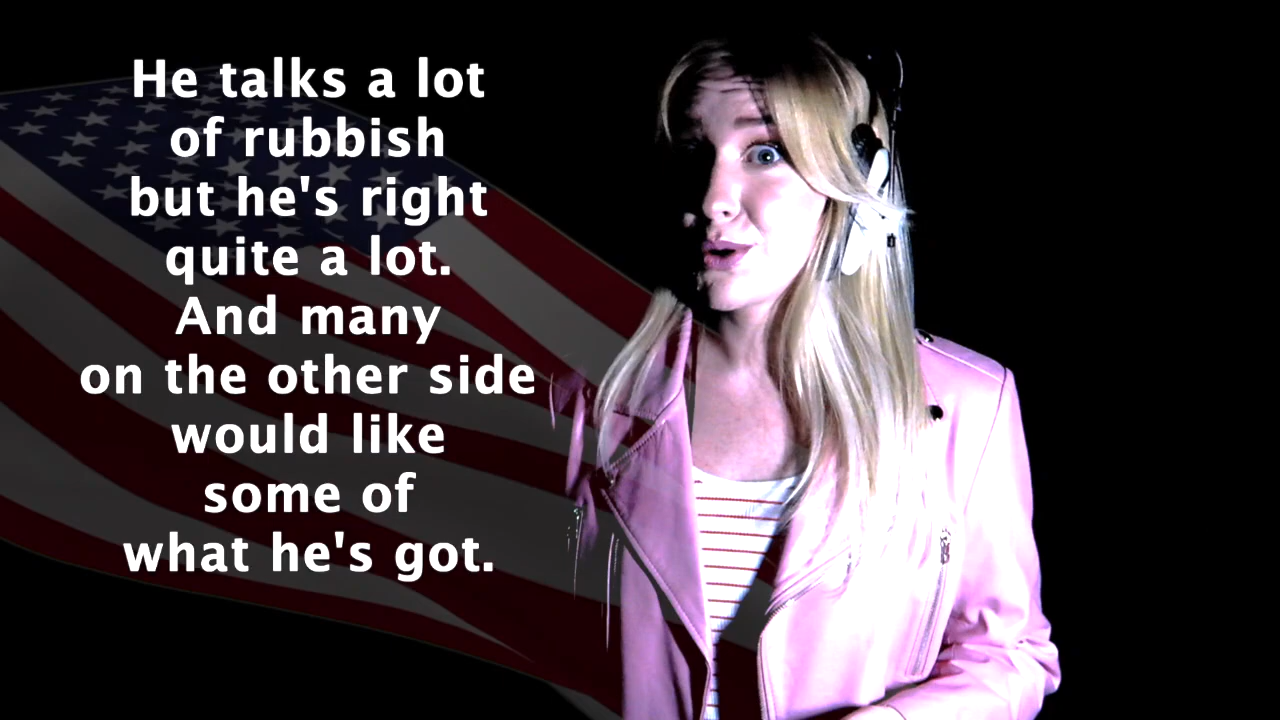 He talks a lot
of rubbish
but he's right
quite a lot.
And many
on the other side
would like
some of
what he's got.